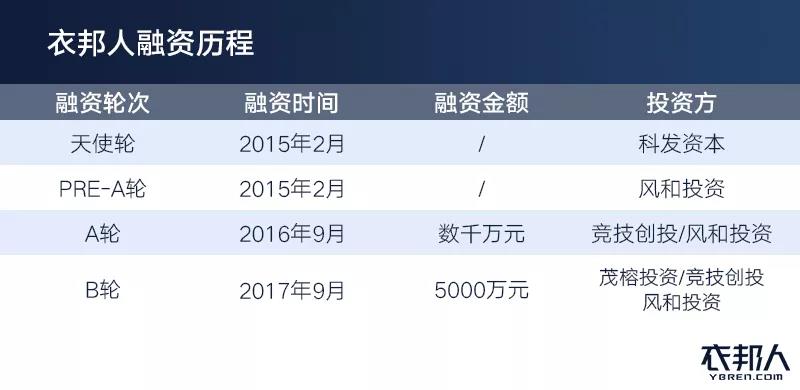 衣邦人融资历程
融资轮次 融资时间 融资金额 投资方
天使轮 2015年2月 / 科发资本
PRE-A轮 2015年2月 / 风和投资
A轮 2016年9月 数千万元 竞技创投/风和投资
B轮 2017年9月 5000万元 茂榕投资/竞技创投
风和投资
衣邦人
YBREN.COM